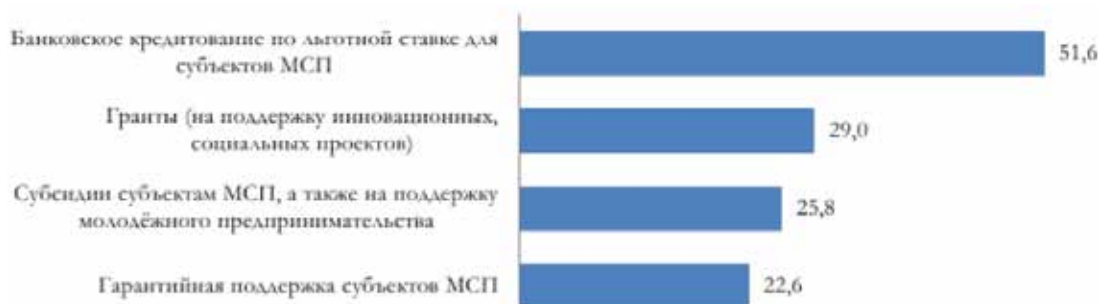 Банковское кредитование по льготной ставке для
субъектов МСП
51,6
Гранты (на поддержку инновационных,
социальных проектов)
29,0
Субсидии субъектам МСП, а также на поддержку
молодёжного предпринимательства
25,8
Гарантийная поддержка субъектов МСП
22,6